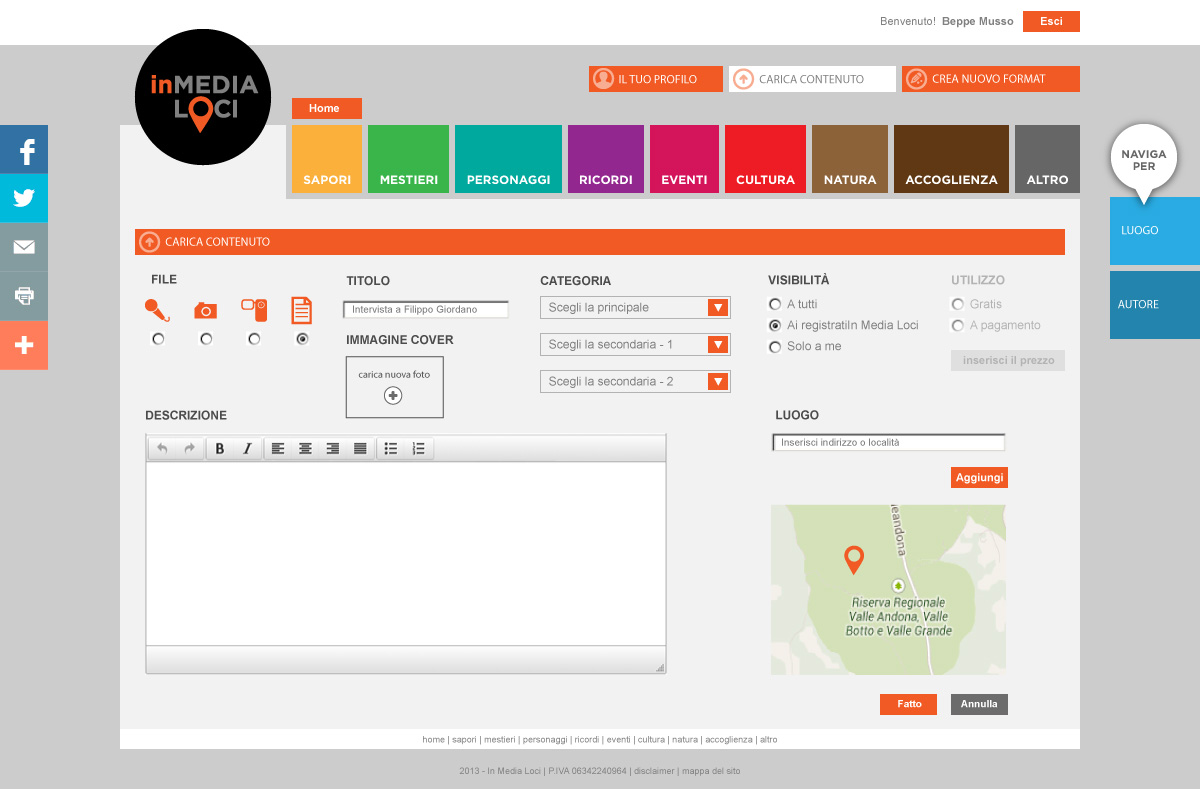 Benvenuto! Beppe Musso Esci
inMEDIA
LOCI
IL TUO PROFILO
CARICA CONTENUTO
CREA NUOVO FORMAT
Home
SAPORI
MESTIERI
PERSONAGGI
RICORDI
EVENTI
CULTURA
NATURA
ACCOGLIENZA
ALTRO
NAVIGA
PER
LUOGO
AUTORE
CARICA CONTENUTO
FILE
TITOLO
Intervista a Filippo Giordano
IMMAGINE COVER
carica nuova foto
CATEGORIA
Scegli la principale
Scegli la secondaria - 1
Scegli la secondaria - 2
VISIBILITÀ
A tutti
Ai registratiIn Media Loci
Solo a me
UTILIZZO
Gratis
A pagamento
inserisci il prezzo
DESCRIZIONE
B I
LUOGO
Inserisci indirizzo o località
Aggiungi
eandona
Riserva Regionale
Valle Andona, Valle
Botto e Valle Grande
Fatto
Annulla
home | sapori | mestieri | personaggi | ricordi | eventi | cultura | natura | accoglienza | altro
2013 - In Media Loci | P.IVA 06342240964 | disclaimer | mappa del sito